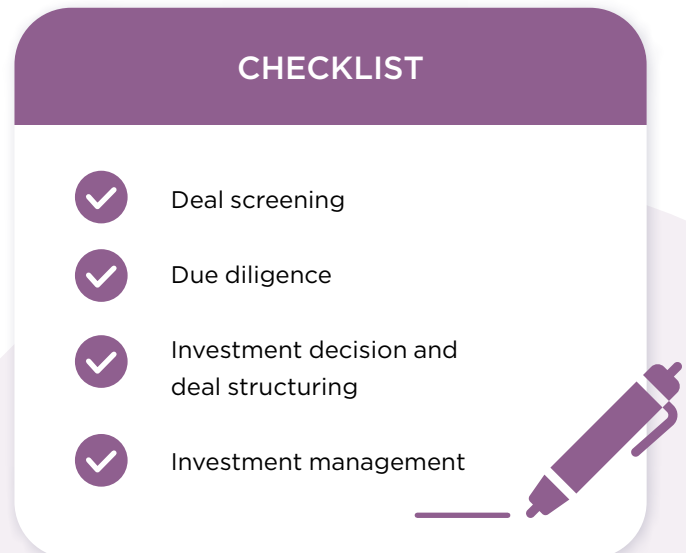 CHECKLIST
Deal screening
Due diligence
Investment decision and
deal structuring
Investment management